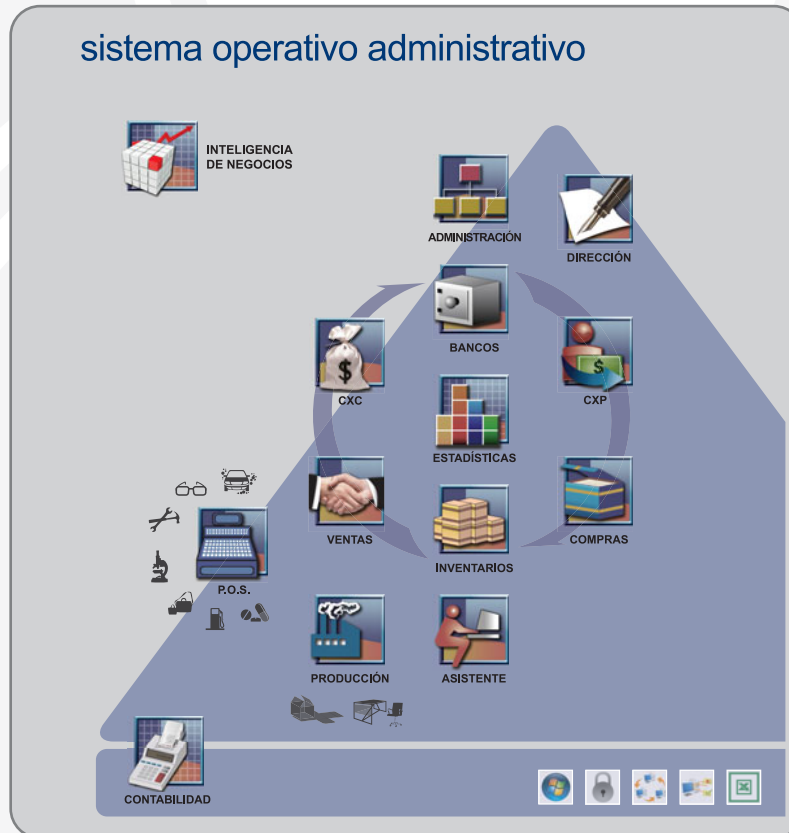 sistema operativo administrativo
INTELIGENCIA
DE NEGOCIOS
ADMINISTRACIÓN
DIRECCIÓN
BANCOS
$
CXC
$
CXP
ESTADÍSTICAS
VENTAS
INVENTARIOS
COMPRAS
P.O.S.
PRODUCCIÓN
ASISTENTE
CONTABILIDAD